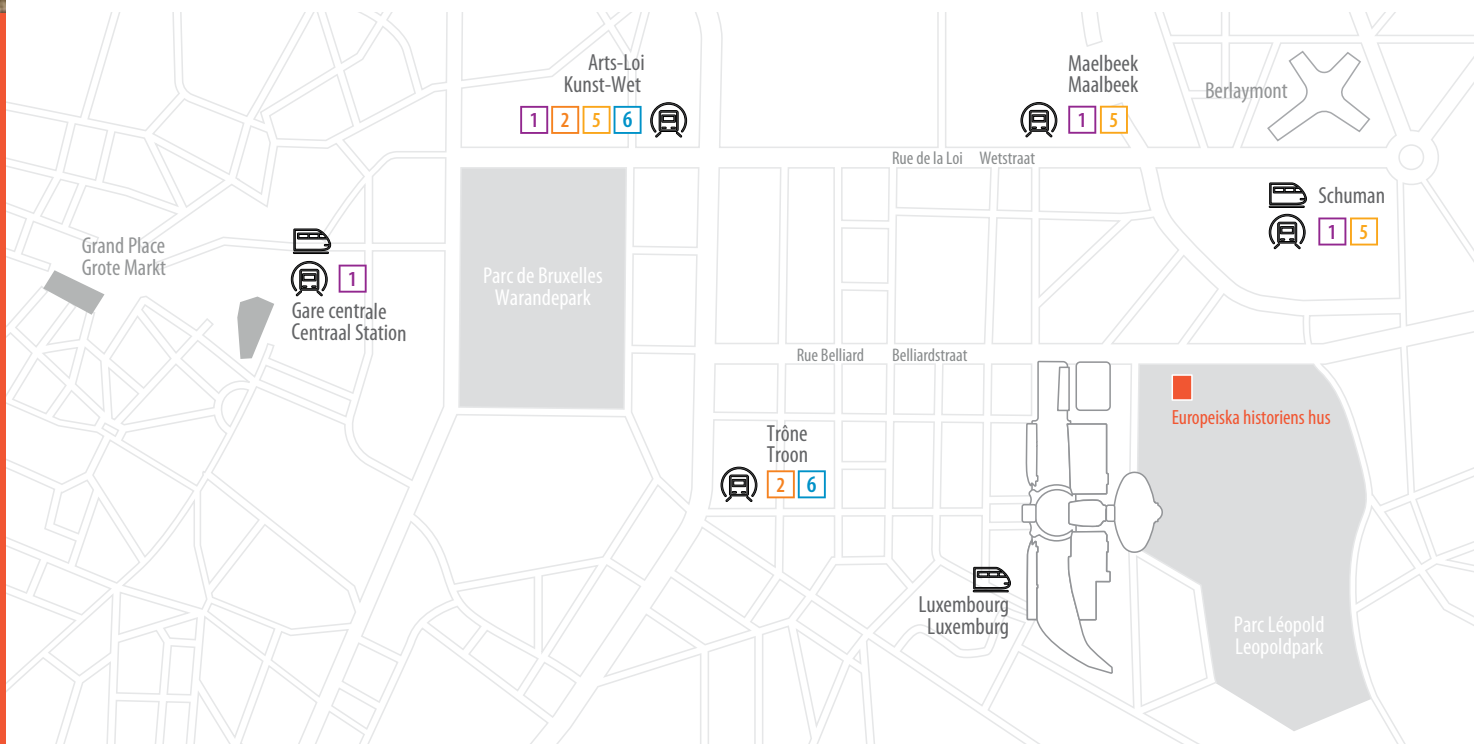 Arts-Loi
Kunst-Wet
1 2 5 6
Maelbeek
Maalbeek
1 5
Berlaymont
Rue de la Loi Wetstraat
Schuman
1 5
Grand Place
Grote Markt
1
Gare centrale
Centraal Station
Parc de Bruxelles
Warandepark
Rue Belliard Belliardstraat
Europeiska historiens hus
Trône
Troon
2 6
Luxembourg
Luxemburg
Parc Léopold
Leopoldpark